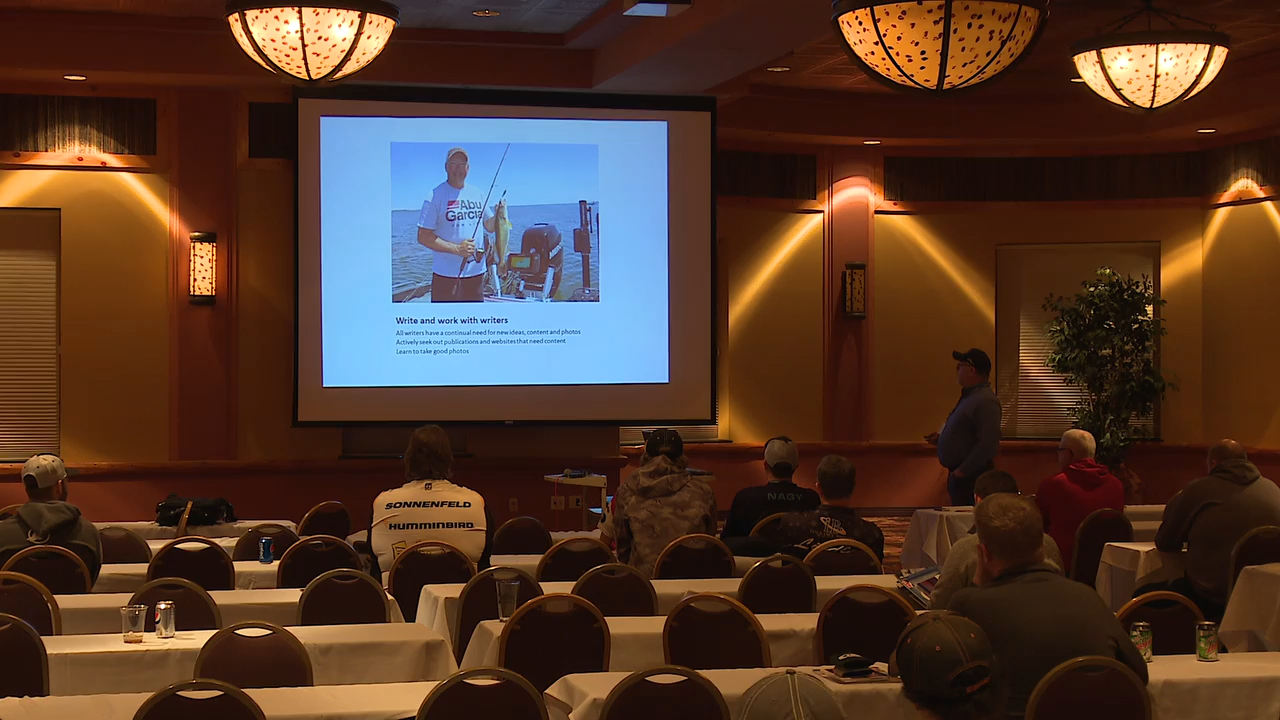 Abu
Garcia
Write and work with writers
All writers have a continual need for new ideas, content and photos
Actively seek out publications and websites that need content
Learn to take good photos
SONNENFELD
HUMMINBIRD
NAGY